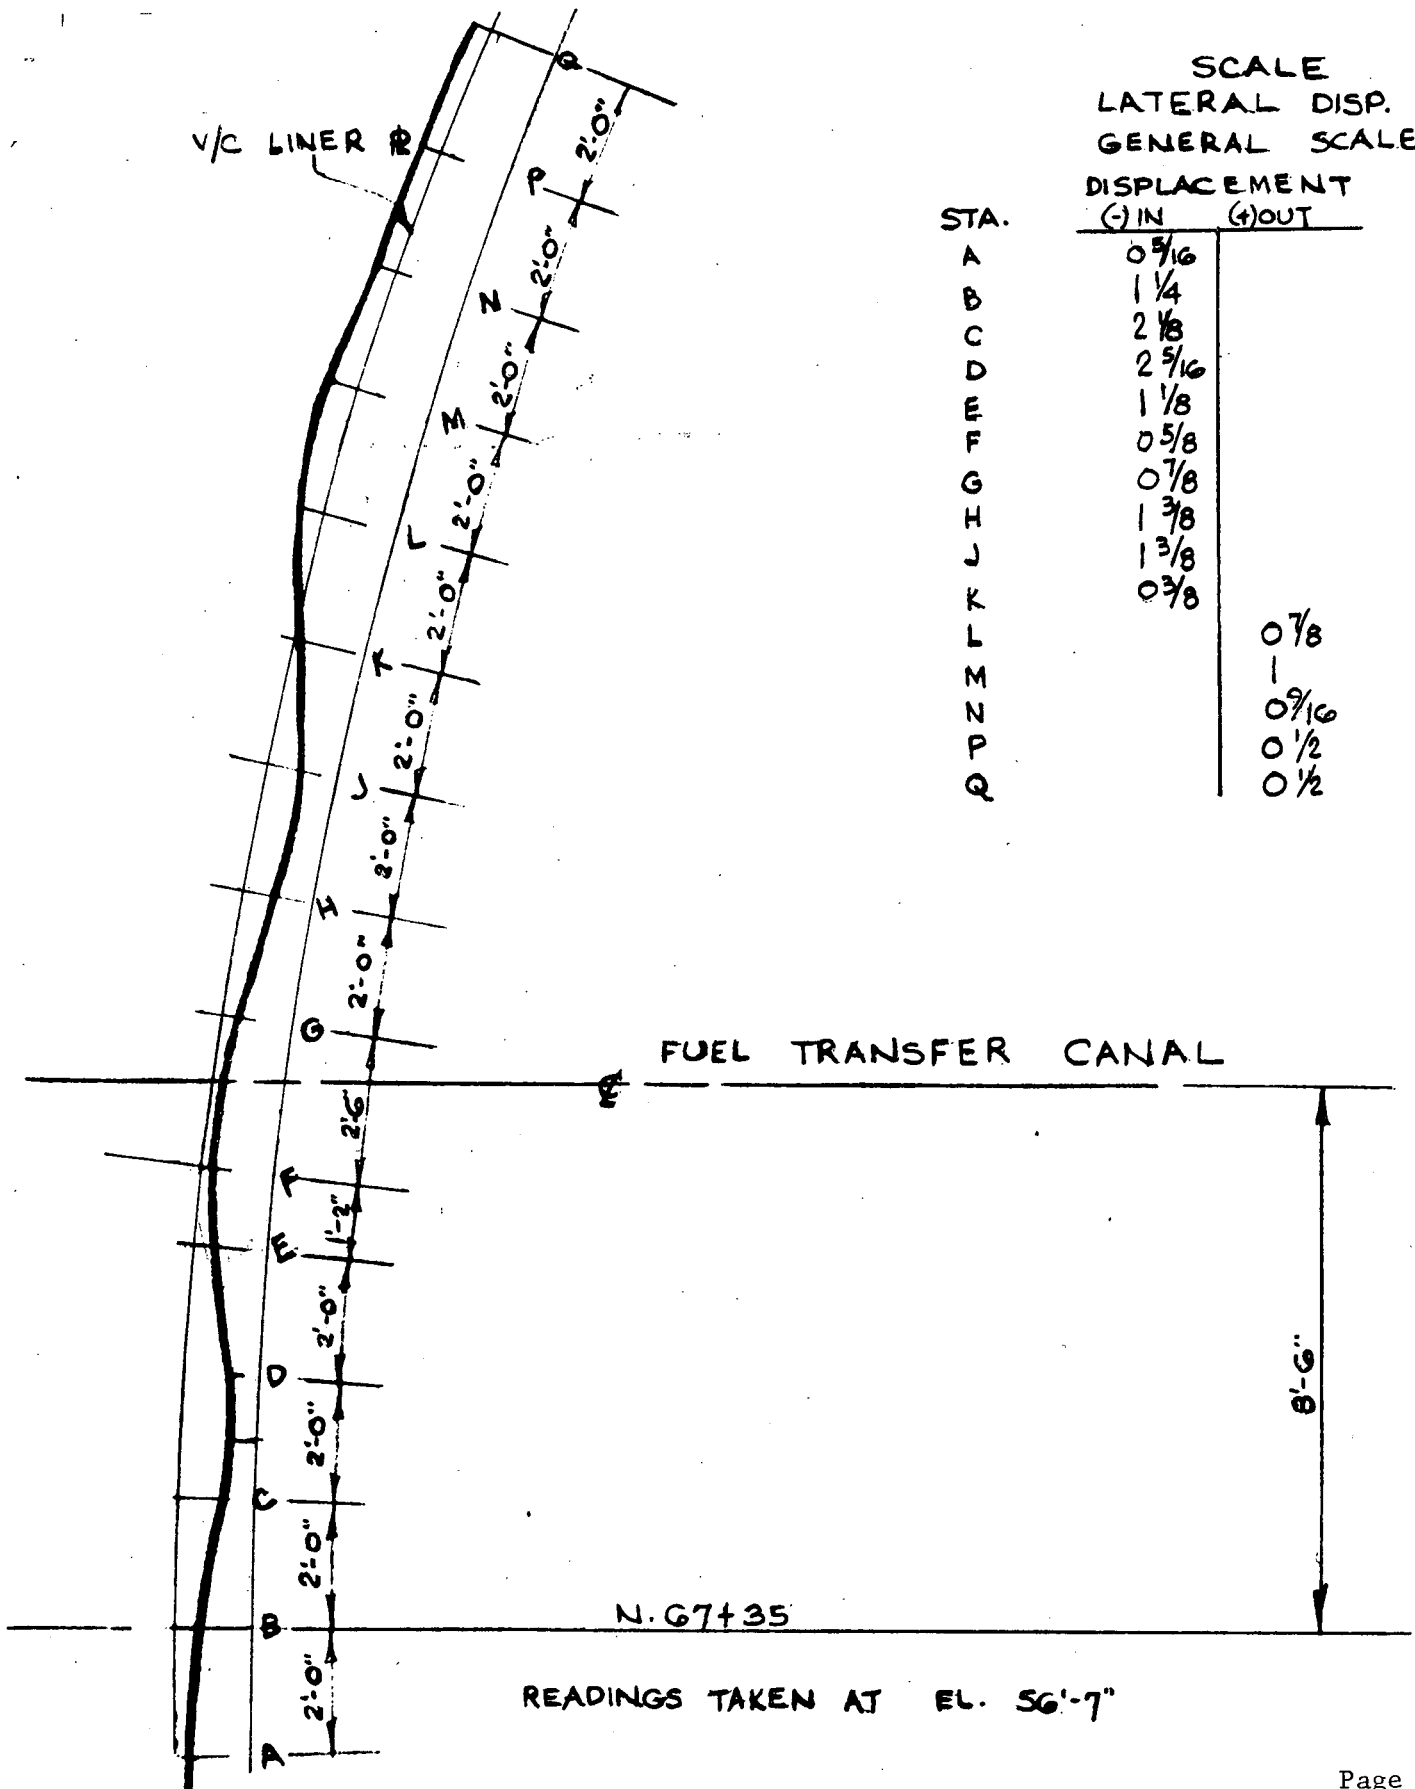 SCALE
LATERAL DISP.
GENERAL SCALE
DISPLACEMENT
STA. (-) IN (+) OUT
A 0 5/16
B 1 1/4
C 2 1/8
D 2 5/16
E 1 1/8
F 0 5/8
G 0 7/8
H 1 3/8
J 1 3/8
K 0 3/8
L 0 7/8
M 1
N 0 9/16
P 0 1/2
Q 0 1/2
V/C LINER PL
Q
2'-0"
P
2'-0"
N
2'-0"
M
2'-0"
L
2'-0"
K
2'-0"
J
2'-0"
H
2'-0"
G
FUEL TRANSFER CANAL
2'-6"
F
1'-2"
E
2'-0"
D
2'-0"
C
2'-0"
B
2'-0"
A
8'-6"
N. 67+35
READINGS TAKEN AT EL. 56'-7"
Page